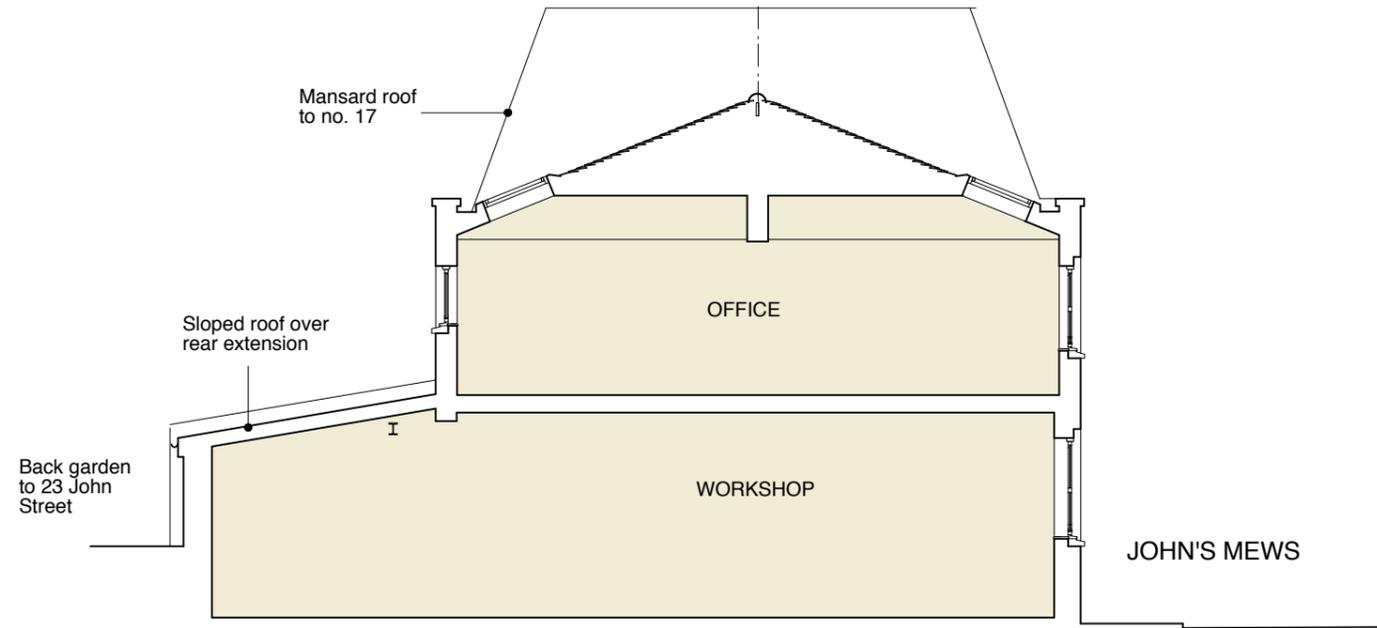 Mansard roof
to no. 17
OFFICE
Sloped roof over
rear extension
Back garden
to 23 John
Street
WORKSHOP
JOHN'S MEWS